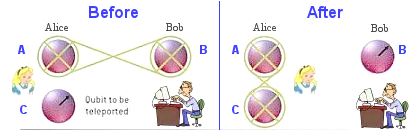 Before
Alice Bob
A B
C Qubit to be
teleported
After
Alice Bob
A B
C